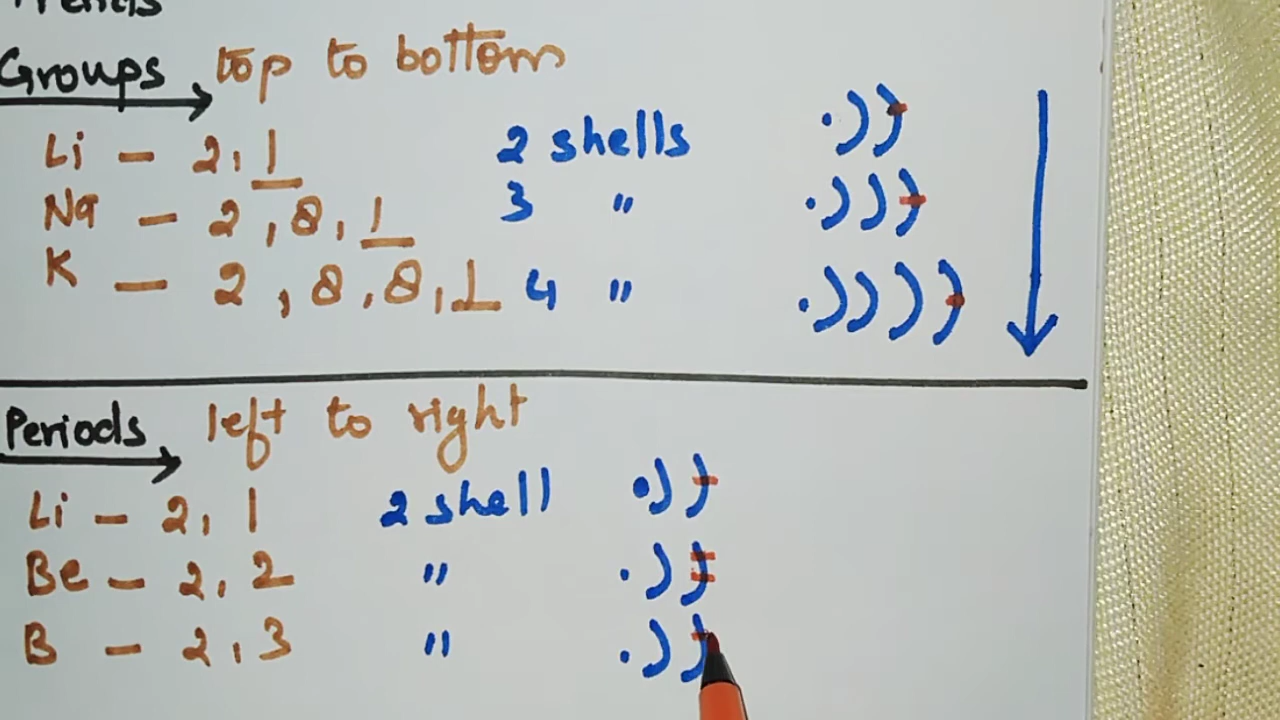 Trends
Groups top to bottom
Li – 2, 1 2 shells
Na – 2, 8, 1 3 "
K – 2, 8, 8, 1 4 "
Periods left to right
Li – 2, 1 2 shell
Be – 2, 2 "
B – 2, 3 "